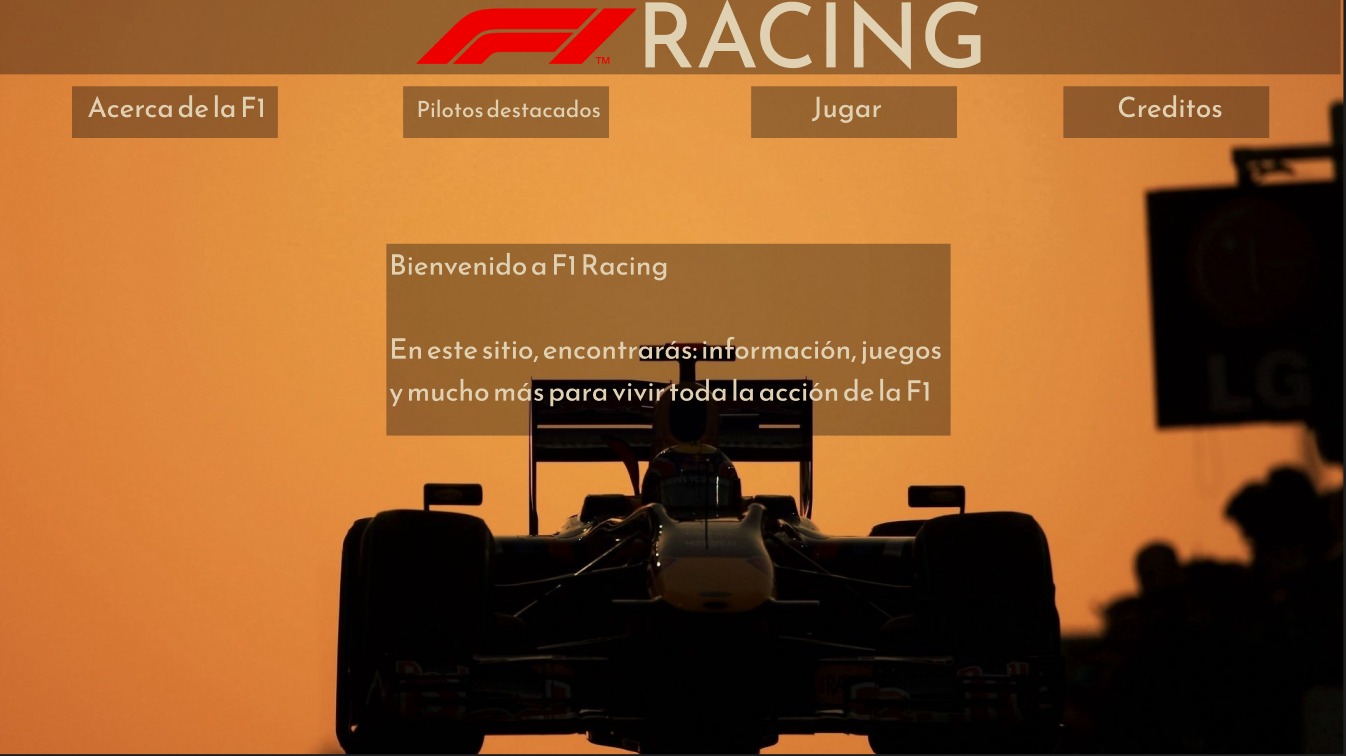 F1™ RACING
Acerca de la F1
Pilotos destacados
Jugar
Creditos
Bienvenido a F1 Racing
En este sitio, encontrarás: información, juegos
y mucho más para vivir toda la acción de la F1
LG